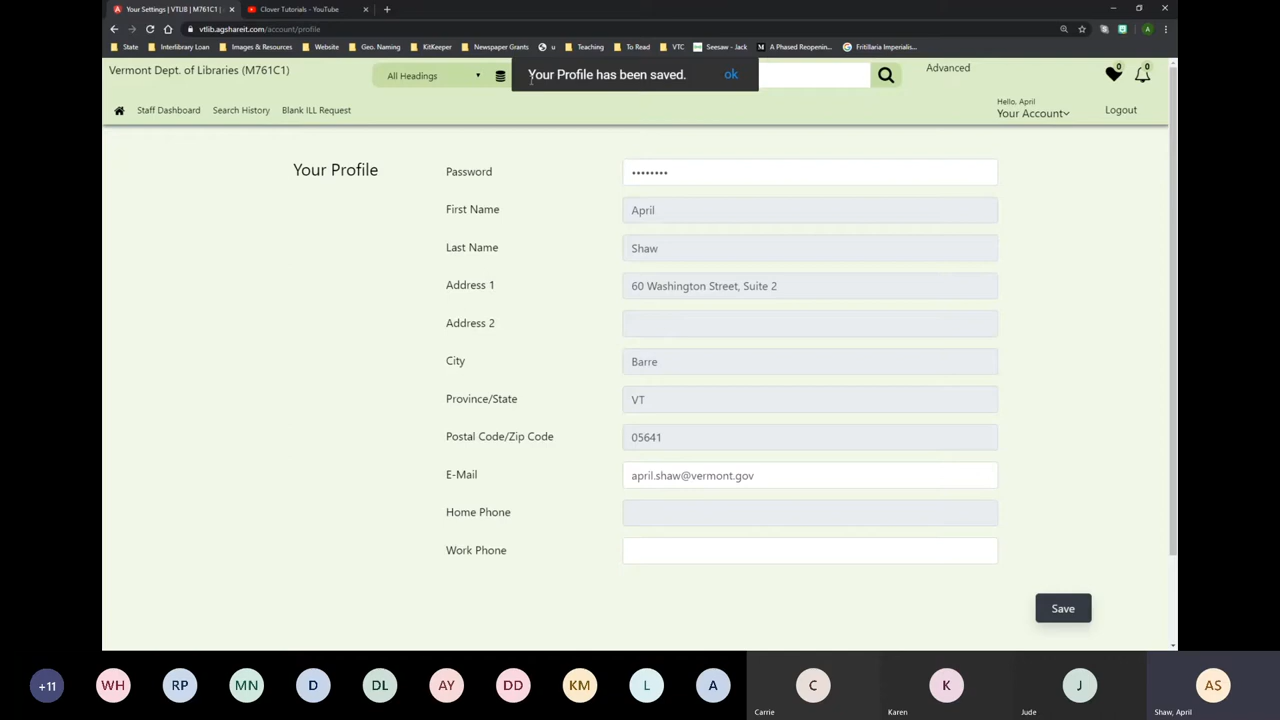 Your Settings | VTLIB | M761C1 |
Clover Tutorials - YouTube
vtlib.agshareit.com/account/profile
State
Interlibrary Loan
Images & Resources
Website
u
Geo. Naming
KitKeeper
Newspaper Grants
Teaching
To Read
VTC
Seesaw - Jack
A Phased Reopenin...
Fritillaria Imperialis...
Vermont Dept. of Libraries (M761C1)
All Headings
Your Profile has been saved.
ok
Advanced
0
0
Staff Dashboard
Search History
Blank ILL Request
Hello, April
Your Account
Logout
Your Profile
Password
••••••••
First Name
April
Last Name
Shaw
Address 1
60 Washington Street, Suite 2
Address 2
City
Barre
Province/State
VT
Postal Code/Zip Code
05641
E-Mail
april.shaw@vermont.gov
Home Phone
Work Phone
Save
+11
WH
RP
MN
D
DL
AY
DD
KM
L
A
C
Carrie
K
Karen
J
Jude
AS
Shaw, April